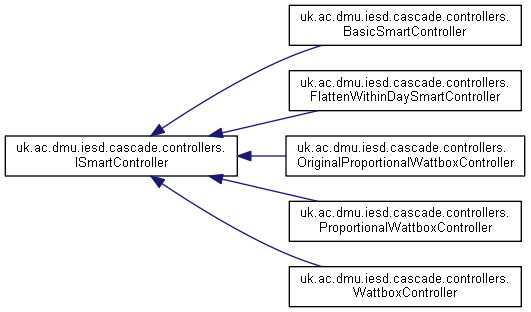 uk.ac.dmu.iesd.cascade.controllers.
BasicSmartController
uk.ac.dmu.iesd.cascade.controllers.
FlattenWithinDaySmartController
uk.ac.dmu.iesd.cascade.controllers.
ISmartController
uk.ac.dmu.iesd.cascade.controllers.
OriginalProportionalWattboxController
uk.ac.dmu.iesd.cascade.controllers.
ProportionalWattboxController
uk.ac.dmu.iesd.cascade.controllers.
WattboxController